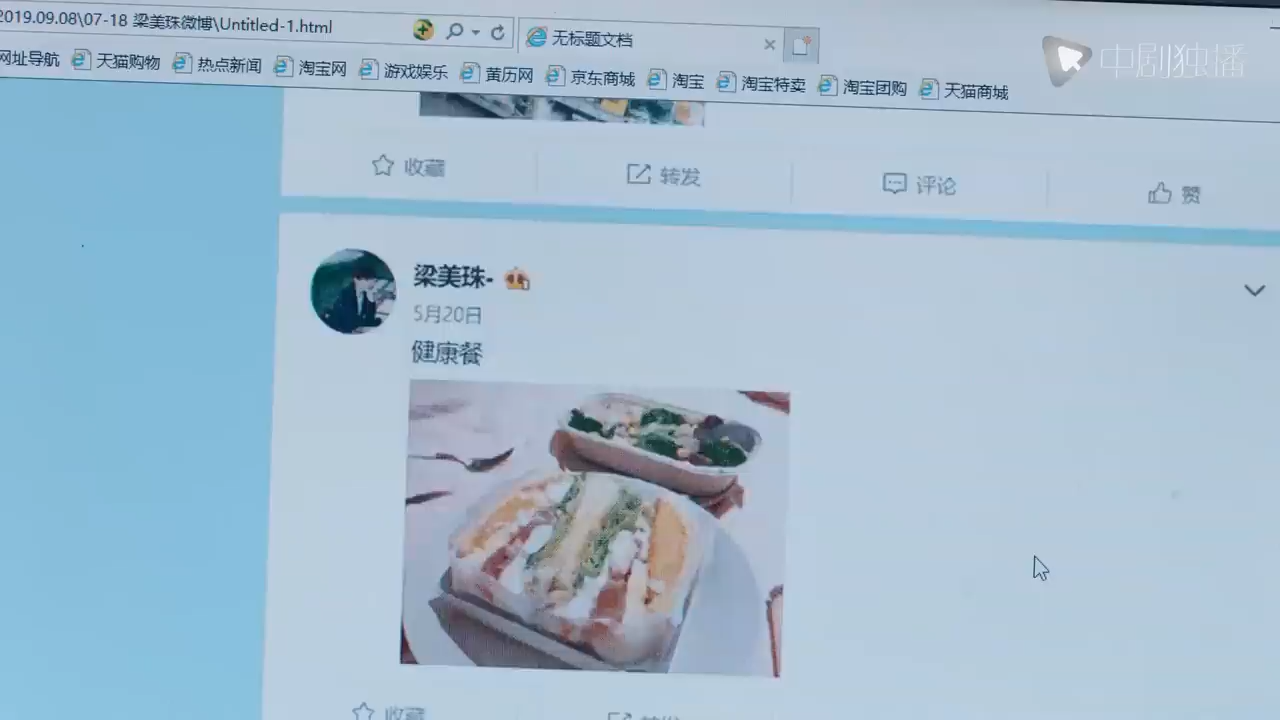 2019.09.08\07-18 梁美珠微博\Untitled-1.html
无标题文档
网址导航 天猫购物 热点新闻 淘宝网 游戏娱乐 黄历网 京东商城 淘宝 淘宝特卖 淘宝团购 天猫商城
中剧独播
收藏 转发 评论 赞
梁美珠-
5月20日
健康餐
收藏 转发